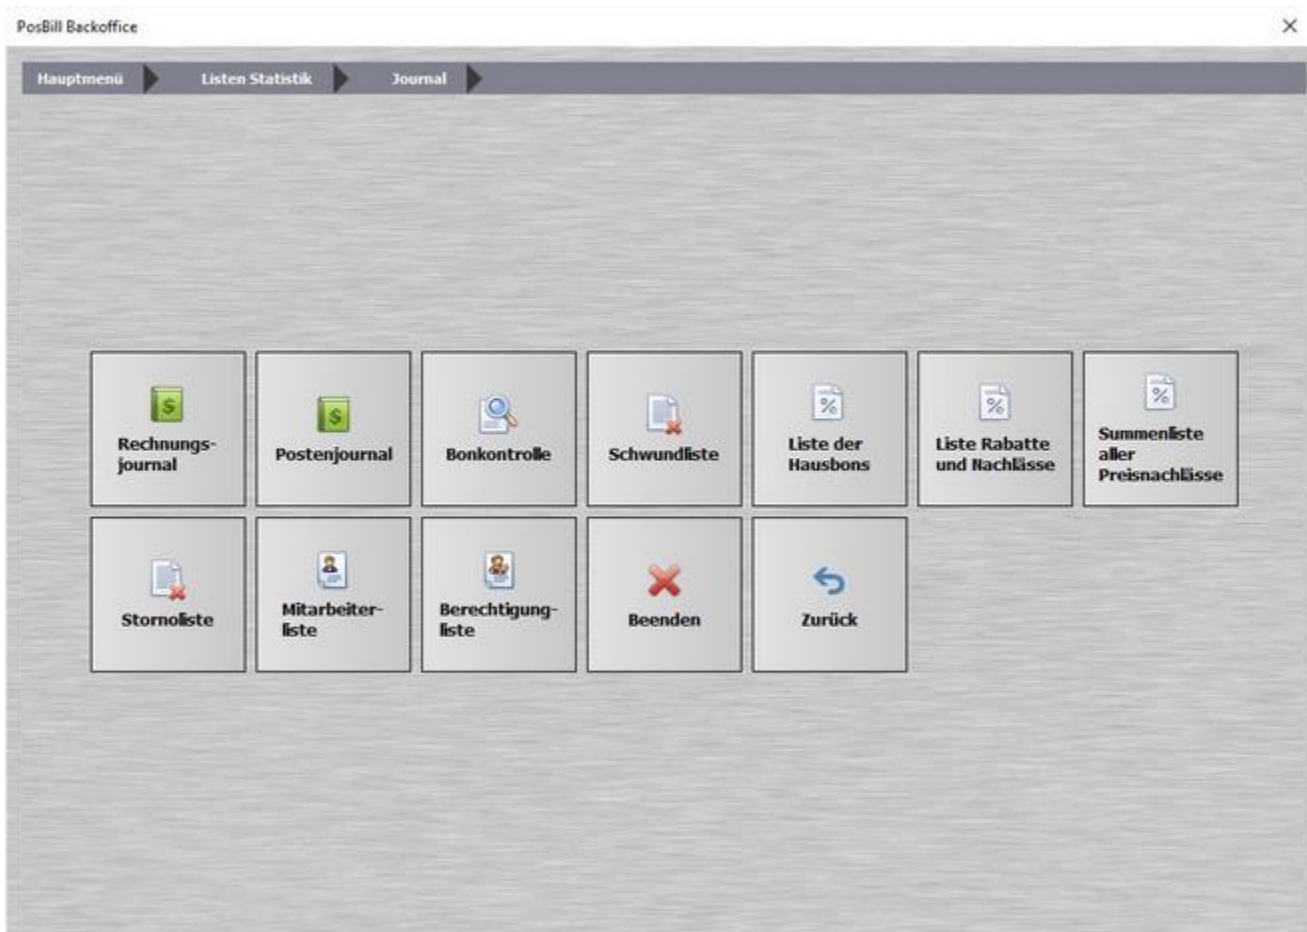 PosBill Backoffice
Hauptmenü Listen Statistik Journal
Rechnungs-
journal
Postenjournal
Bonkontrolle
Schwundliste
Liste der
Hausbons
Liste Rabatte
und Nachlässe
Summenliste
aller
Preisnachlässe
Stornoliste
Mitarbeiter-
liste
Berechtigung-
liste
Beenden
Zurück